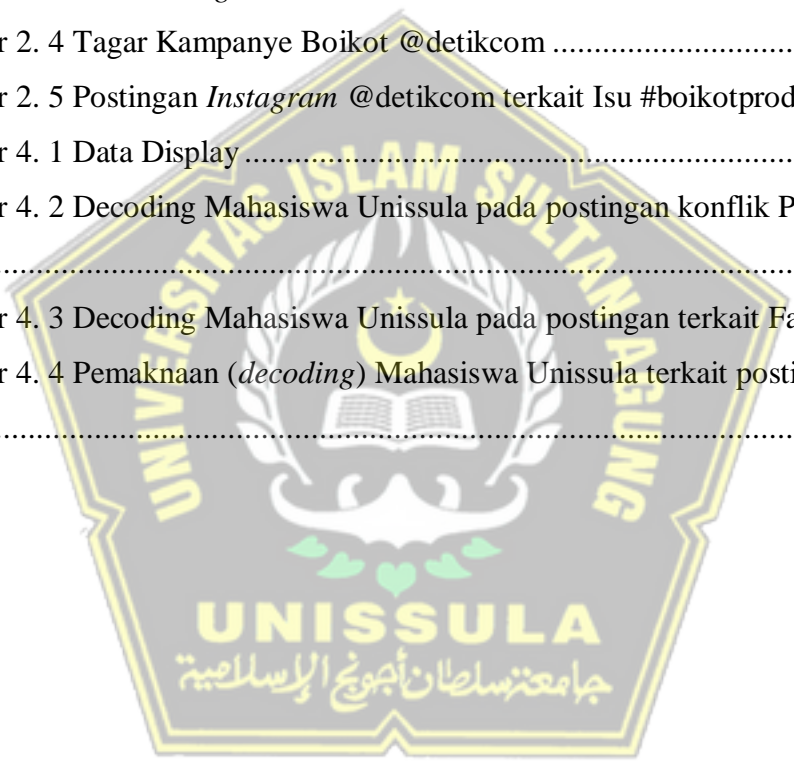 r 2. 4 Tagar Kampanye Boikot @detikcom ..............................
r 2. 5 Postingan Instagram @detikcom terkait Isu #boikotprod
r 4. 1 Data Display ..............................................................
r 4. 2 Decoding Mahasiswa Unissula pada postingan konflik P
..........................................................................................
r 4. 3 Decoding Mahasiswa Unissula pada postingan terkait Fa
r 4. 4 Pemaknaan (decoding) Mahasiswa Unissula terkait posti
..........................................................................................
UNIVERSITAS ISLAM SULTAN AGUNG
UNISSULA
جامعة سلطان أجونج الإسلامية